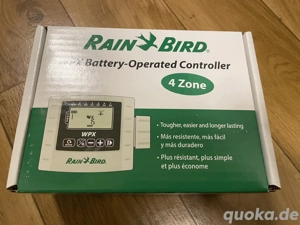 RAIN BIRD
WPX Battery-Operated Controller
4 Zone
WPX
RAIN BIRD
• Tougher, easier and longer lasting
• Más resistente, más fácil
y más duradero
• Plus résistant, plus simple
et plus économe
quoka.de